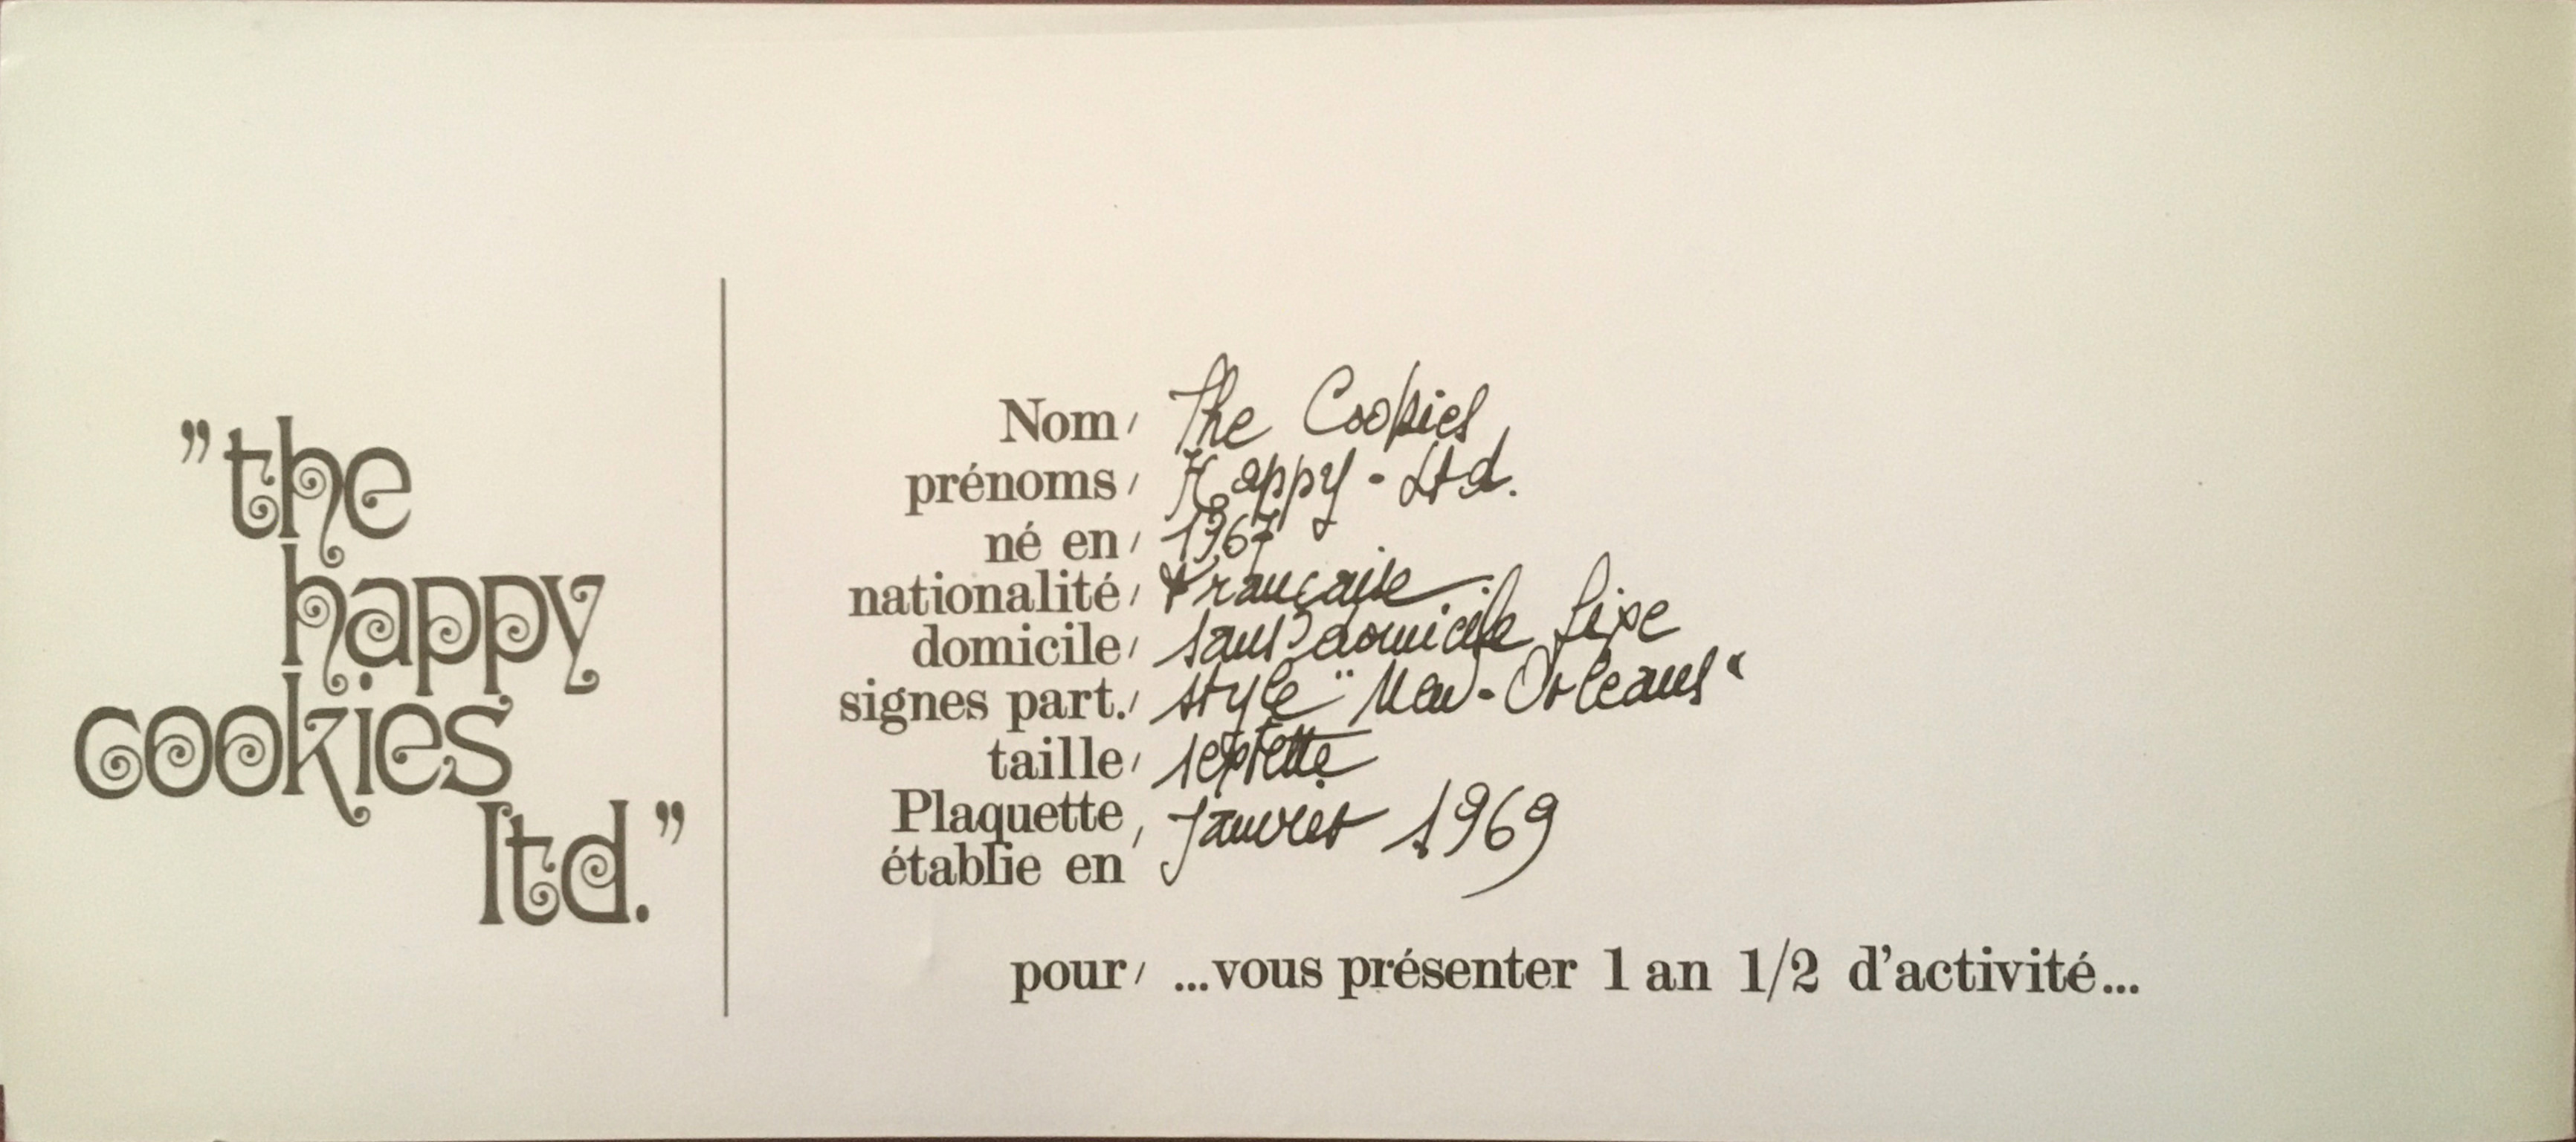 ”the
happy
cookies
ltd.”
Nom/ The Cookies
prénoms/ Happy - Ltd.
né en/ 1967
nationalité/ Française
domicile/ sans domicile fixe
signes part./ style "New-Orleans"
taille/ septette
Plaquette
établie en/ Janvier 1969
pour/ ...vous présenter 1 an 1/2 d'activité...